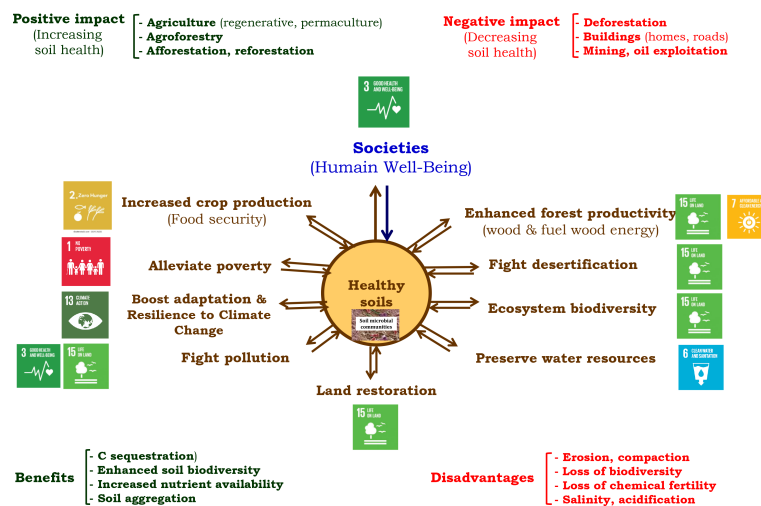 Positive impact
(Increasing
soil health)
- Agriculture (regenerative, permaculture)
- Agroforestry
- Afforestation, reforestation
Negative impact
(Decreasing
soil health)
- Deforestation
- Buildings (homes, roads)
- Mining, oil exploitation
3 GOOD HEALTH
AND WELL-BEING
Societies
(Humain Well-Being)
2 Zero Hunger
Increased crop production
(Food security)
Enhanced forest productivity
(wood & fuel wood energy)
15 LIFE
ON LAND
7
1 NO
POVERTY
Alleviate poverty
Fight desertification
15 LIFE
ON LAND
13 CLIMATE
ACTION
Boost adaptation &
Resilience to Climate
Change
Healthy
soils
Soil microbial
communities
Ecosystem biodiversity
15 LIFE
ON LAND
3 GOOD HEALTH
AND WELL-BEING
15 LIFE
ON LAND
Fight pollution
Preserve water resources
6 CLEAN WATER
AND SANITATION
Land restoration
15 LIFE
ON LAND
Benefits
- C sequestration)
- Enhanced soil biodiversity
- Increased nutrient availability
- Soil aggregation
Disadvantages
- Erosion, compaction
- Loss of biodiversity
- Loss of chemical fertility
- Salinity, acidification